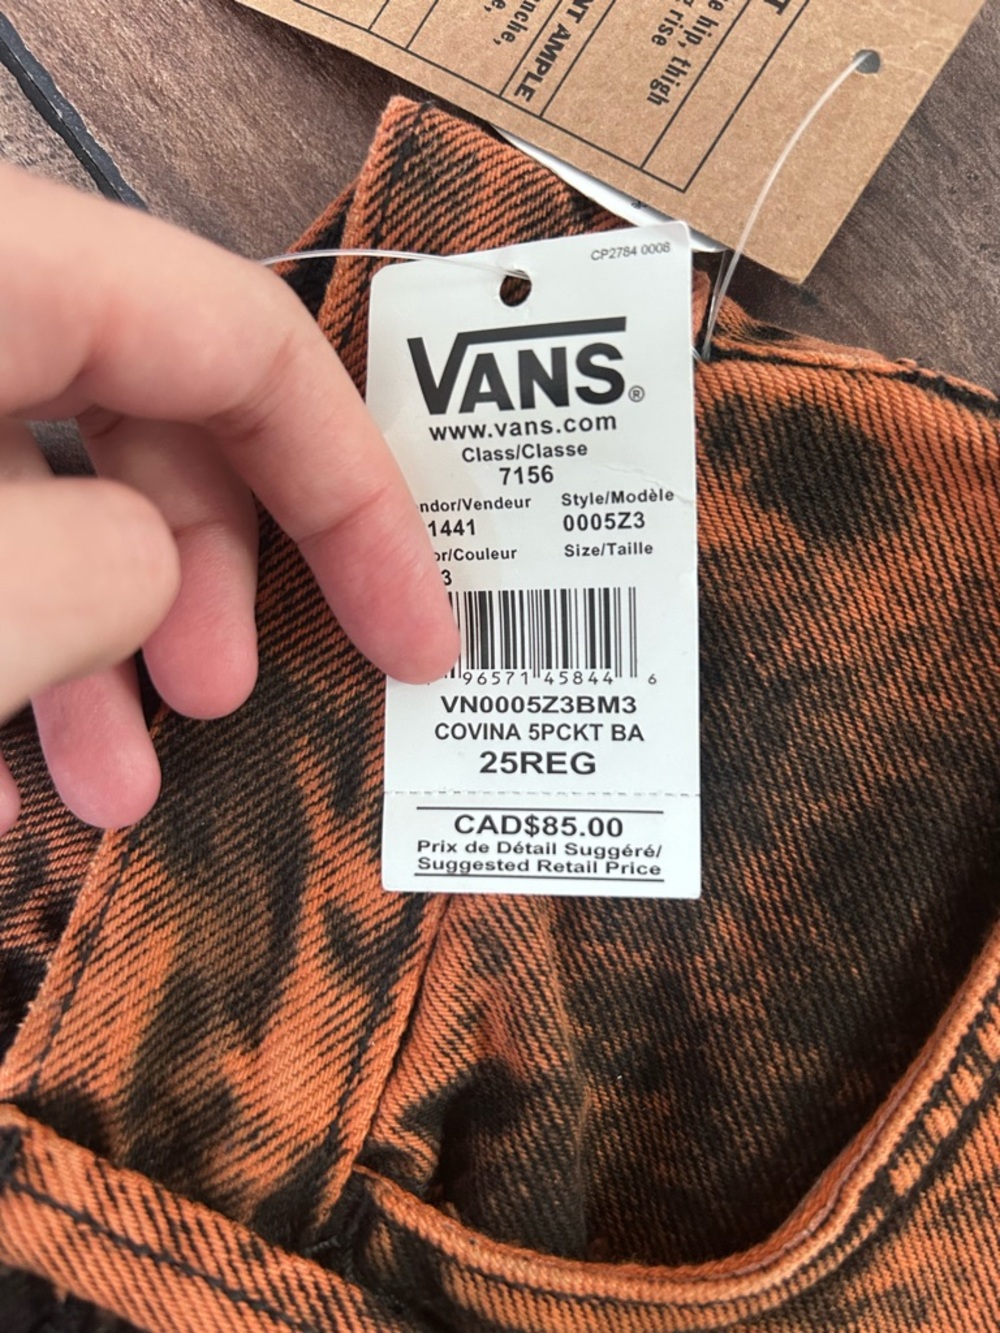 nche,
é,
NT AMPLE
e hip, thigh
g rise
T
CP2784 0008
VANS®
www.vans.com
Class/Classe
7156
ndor/Vendeur Style/Modèle
1441 0005Z3
or/Couleur Size/Taille
3
96571 45844 6
VN0005Z3BM3
COVINA 5PCKT BA
25REG
CAD$85.00
Prix de Détail Suggéré/
Suggested Retail Price